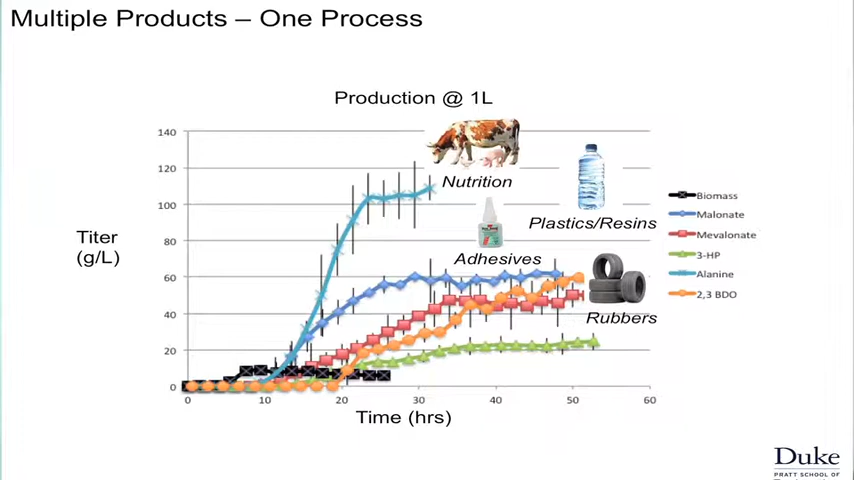 Multiple Products – One Process
Production @ 1L
140
120
100
80
60
40
20
0
Titer
(g/L)
Nutrition
Plastics/Resins
Adhesives
Rubbers
Biomass
Malonate
Mevalonate
3-HP
Alanine
2,3 BDO
0 10 20 30 40 50 60
Time (hrs)
Duke
PRATT SCHOOL OF